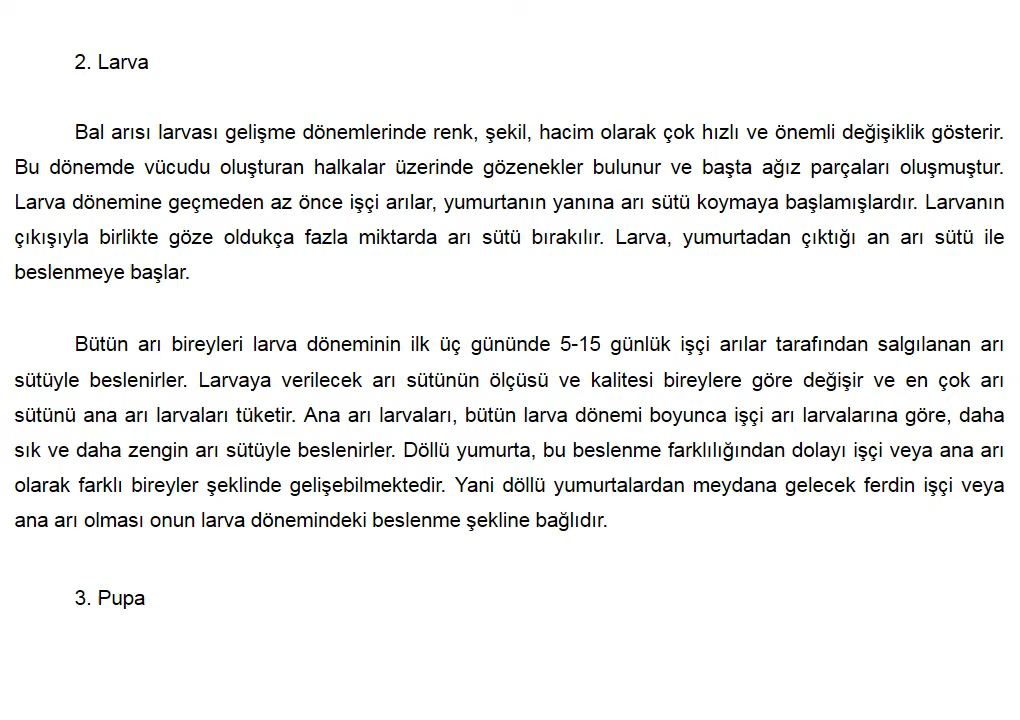 2. Larva
Bal arısı larvası gelişme dönemlerinde renk, şekil, hacim olarak çok hızlı ve önemli değişiklik gösterir.
Bu dönemde vücudu oluşturan halkalar üzerinde gözenekler bulunur ve başta ağız parçaları oluşmuştur.
Larva dönemine geçmeden az önce işçi arılar, yumurtanın yanına arı sütü koymaya başlamışlardır. Larvanın
çıkışıyla birlikte göze oldukça fazla miktarda arı sütü bırakılır. Larva, yumurtadan çıktığı an arı sütü ile
beslenmeye başlar.
Bütün arı bireyleri larva döneminin ilk üç gününde 5-15 günlük işçi arılar tarafından salgılanan arı
sütüyle beslenirler. Larvaya verilecek arı sütünün ölçüsü ve kalitesi bireylere göre değişir ve en çok arı
sütünü ana arı larvaları tüketir. Ana arı larvaları, bütün larva dönemi boyunca işçi arı larvalarına göre, daha
sık ve daha zengin arı sütüyle beslenirler. Döllü yumurta, bu beslenme farklılığından dolayı işçi veya ana arı
olarak farklı bireyler şeklinde gelişebilmektedir. Yani döllü yumurtalardan meydana gelecek ferdin işçi veya
ana arı olması onun larva dönemindeki beslenme şekline bağlıdır.
3. Pupa